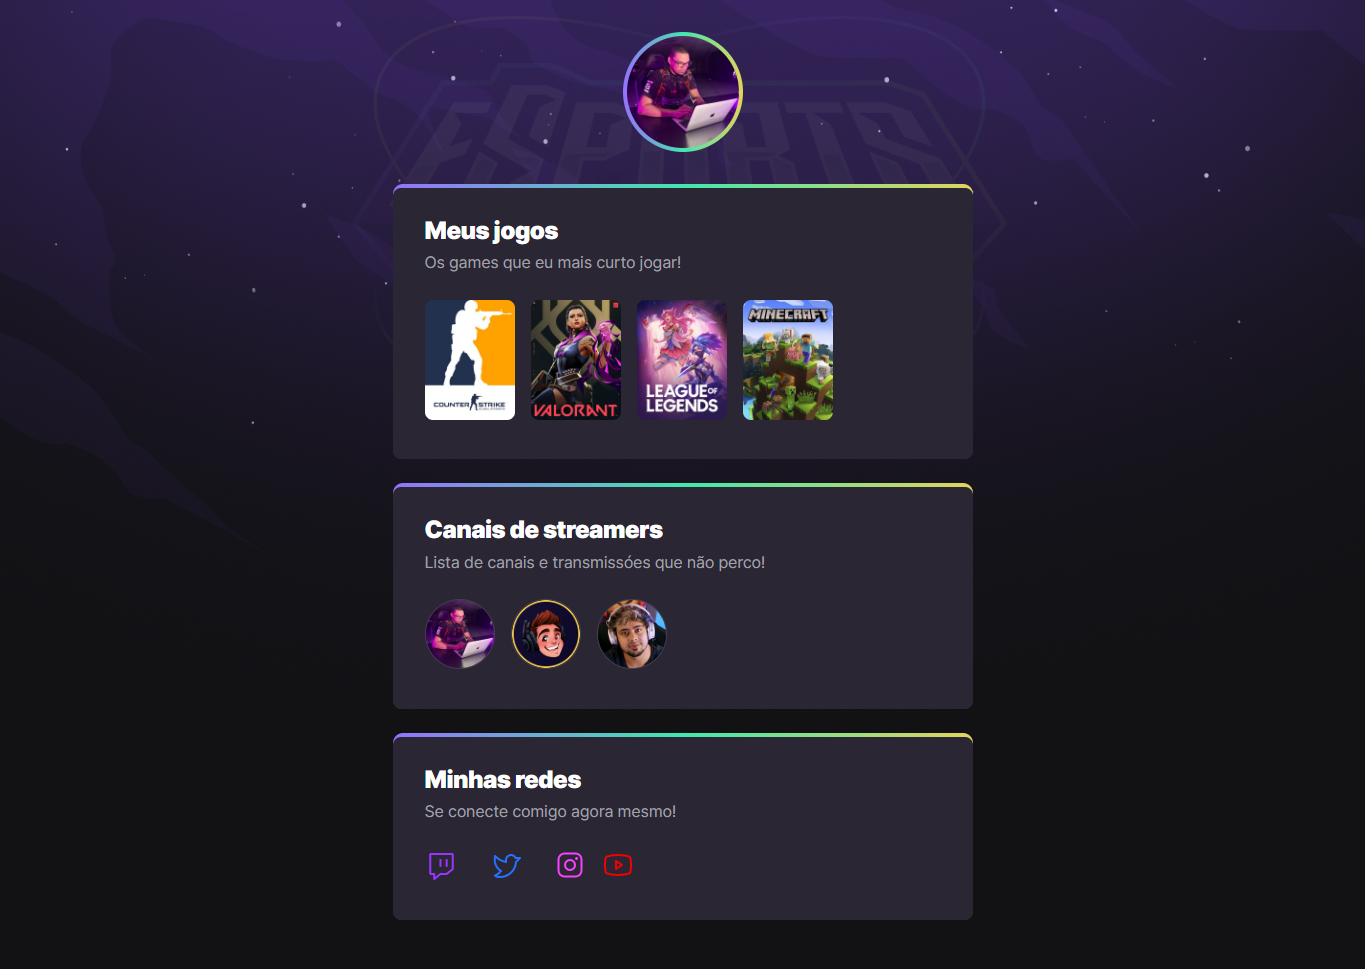 ESPORTS
Meus jogos
Os games que eu mais curto jogar!
COUNTER STRIKE
VALORANT
LEAGUE OF
LEGENDS
MINECRAFT
Canais de streamers
Lista de canais e transmissóes que não perco!
Minhas redes
Se conecte comigo agora mesmo!